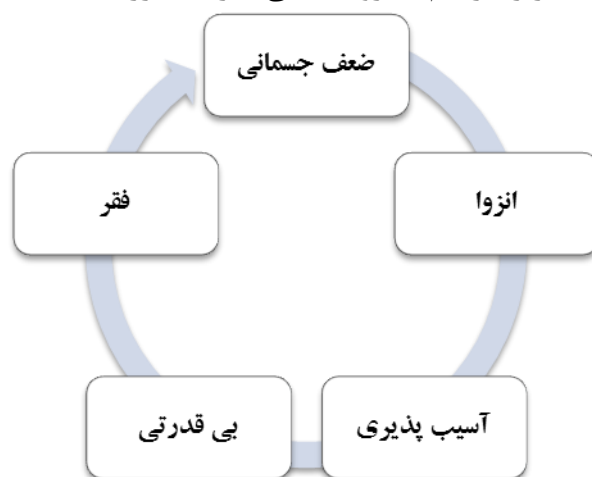 ضعف جسمانی
انزوا
آسیب پذیری
بی قدرتی
فقر